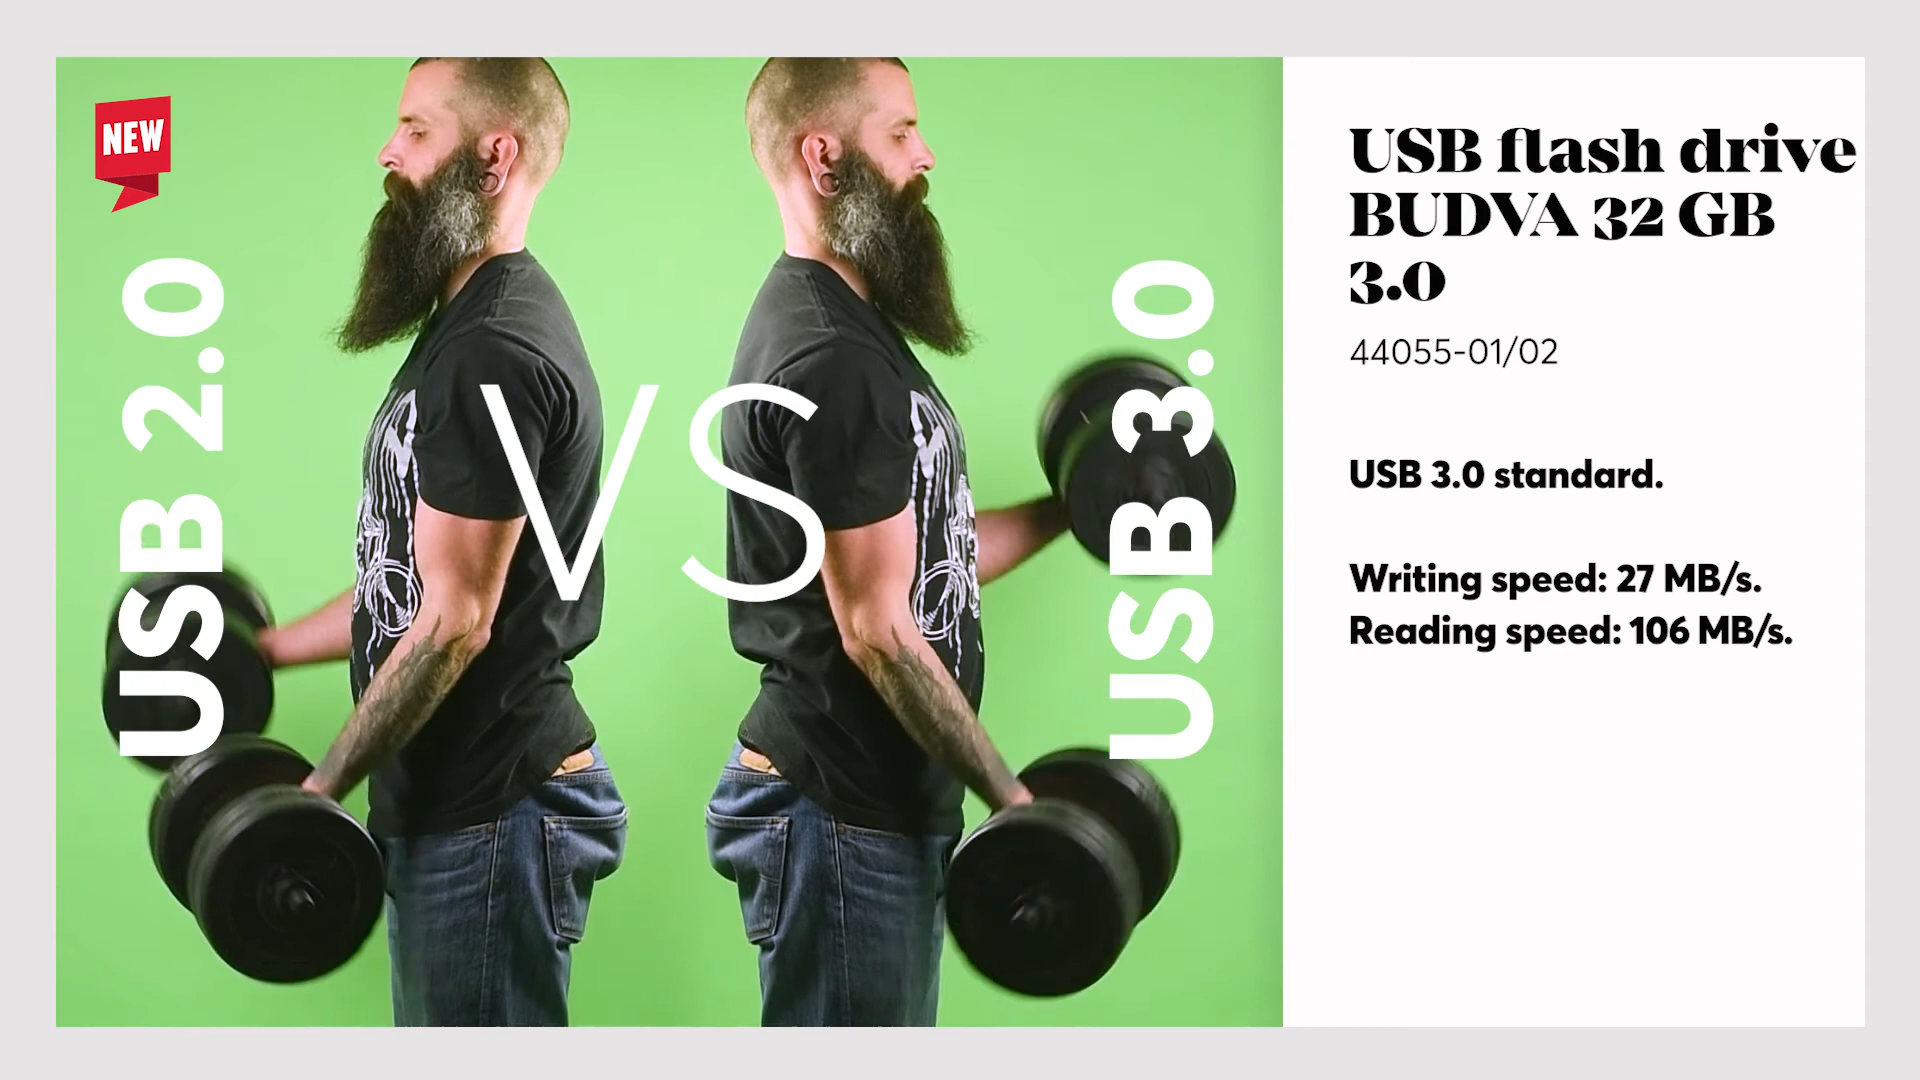 NEW
USB 2.0
VS
USB 3.0
USB flash drive
BUDVA 32 GB
3.0
44055-01/02
USB 3.0 standard.
Writing speed: 27 MB/s.
Reading speed: 106 MB/s.